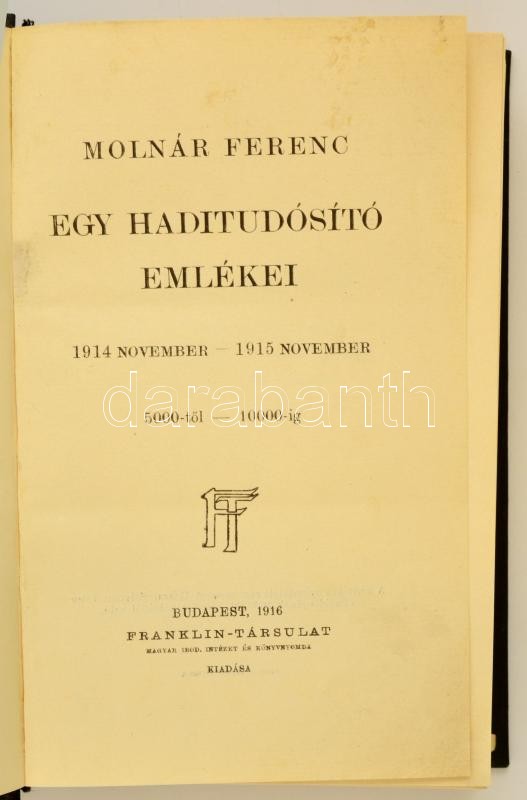 MOLNÁR FERENC
EGY HADITUDÓSÍTÓ
EMLÉKEI
1914 NOVEMBER — 1915 NOVEMBER
darabanth
5000-től — 10000-ig
FT
BUDAPEST, 1916
FRANKLIN-TÁRSULAT
MAGYAR IROD. INTÉZET ÉS KÖNYVNYOMDA
KIADÁSA